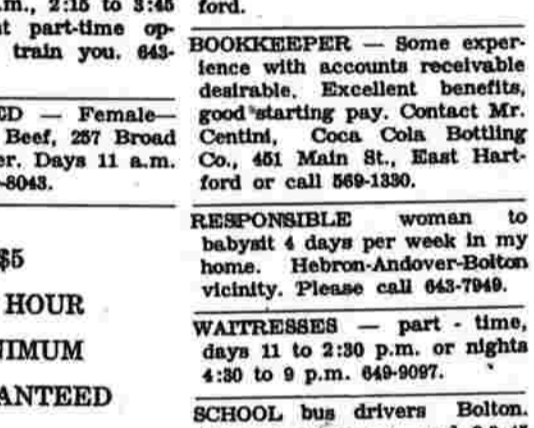 .m., 2:15 to 3:45
t part-time op-
train you. 643-
ED — Female—
Beef, 257 Broad
er. Days 11 a.m.
-8043.
$5
HOUR
NIMUM
ANTEED
ford.
BOOKKEEPER — Some exper-
ience with accounts receivable
desirable. Excellent benefits,
good starting pay. Contact Mr.
Centini, Coca Cola Bottling
Co., 451 Main St., East Hart-
ford or call 569-1330.
RESPONSIBLE woman to
babysit 4 days per week in my
home. Hebron-Andover-Bolton
vicinity. Please call 643-7949.
WAITRESSES — part - time,
days 11 to 2:30 p.m. or nights
4:30 to 9 p.m. 649-9097.
SCHOOL bus drivers Bolton.